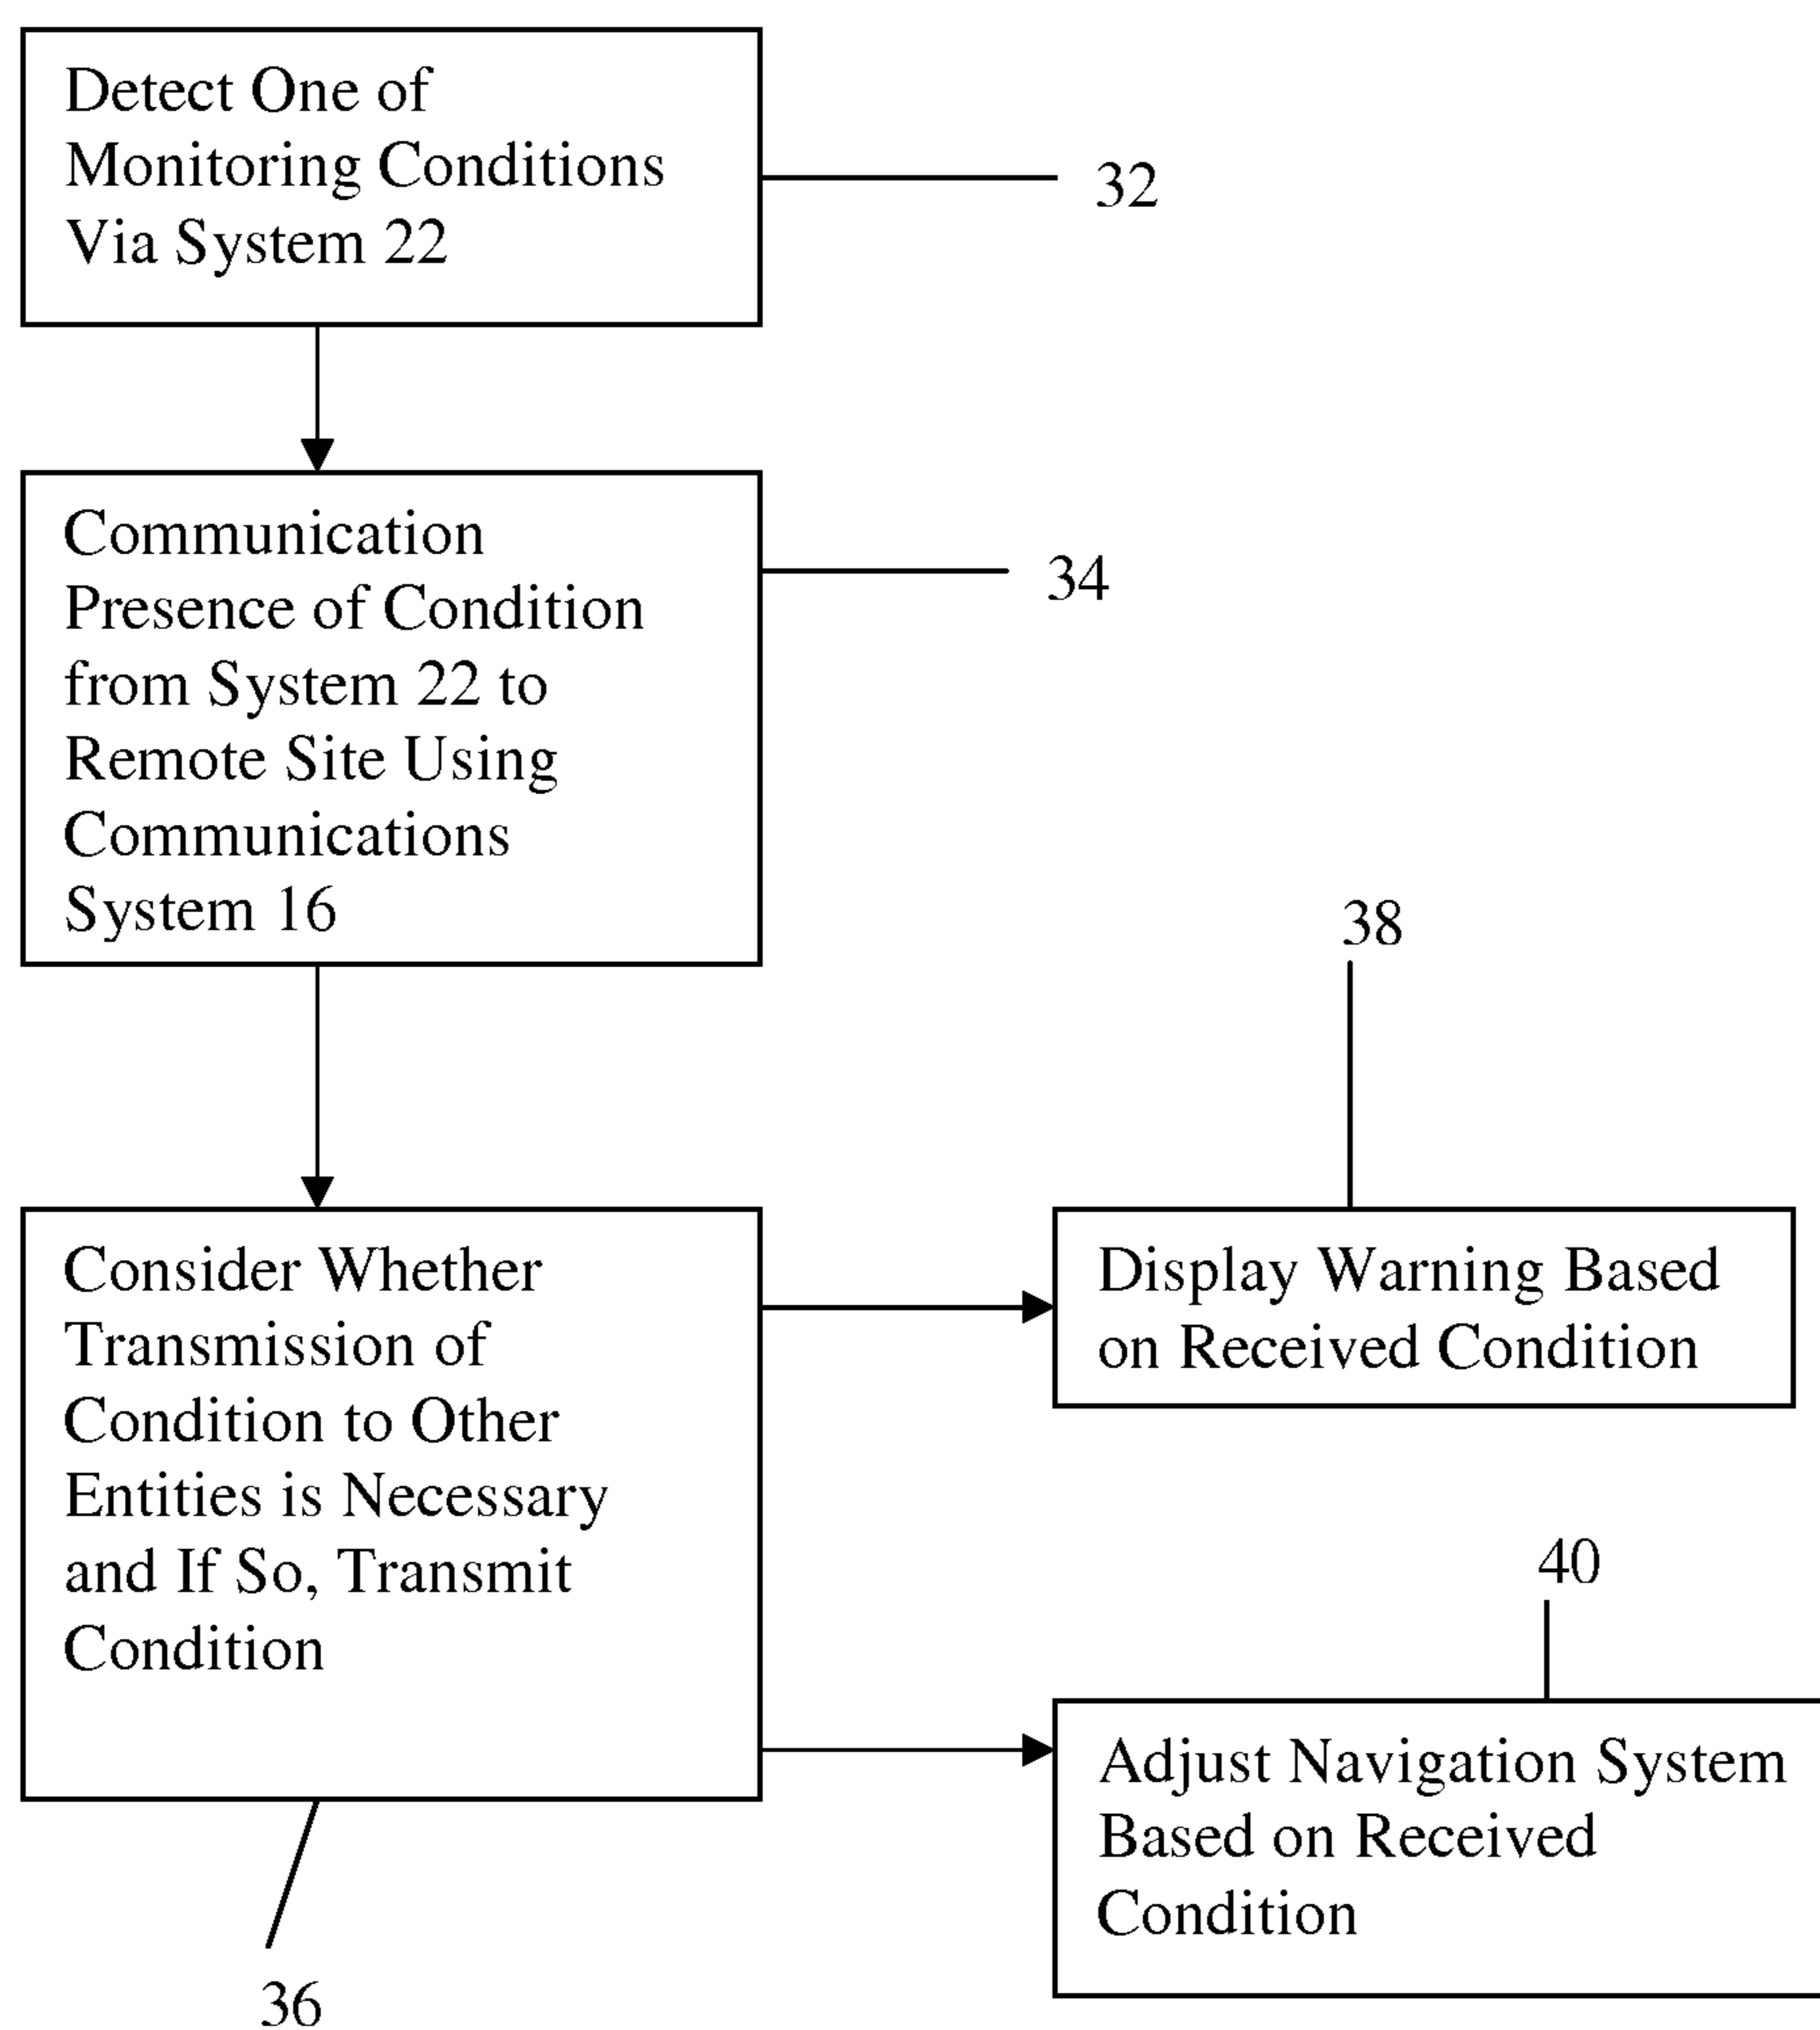 Detect One of
Monitoring Conditions
Via System 22
32
Communication
Presence of Condition
from System 22 to
Remote Site Using
Communications
System 16
34
38
Consider Whether
Transmission of
Condition to Other
Entities is Necessary
and If So, Transmit
Condition
Display Warning Based
on Received Condition
40
Adjust Navigation System
Based on Received
Condition
36